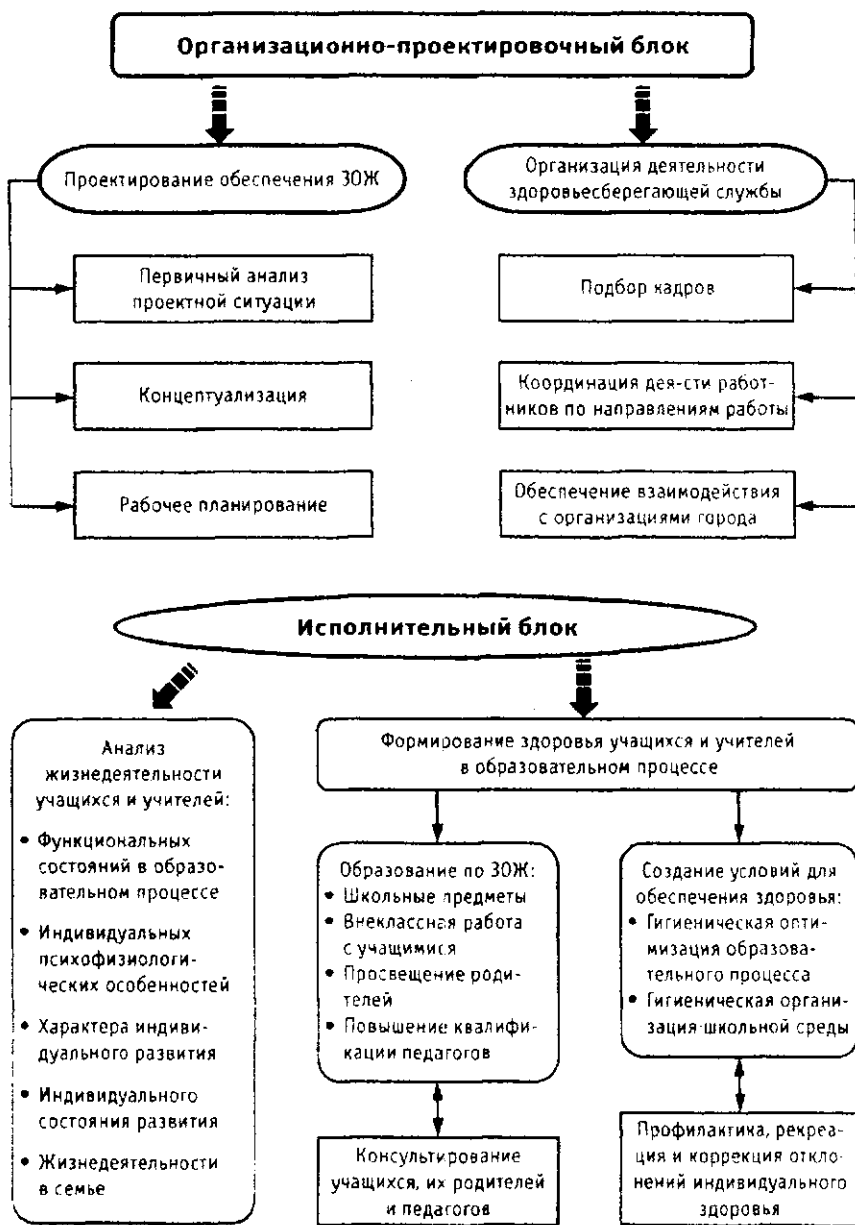 Организационно-проектировочный блок
Проектирование обеспечения ЗОЖ
Организация деятельности
здоровьесберегающей службы
Первичный анализ
проектной ситуации
Подбор кадров
Концептуализация
Координация дея-сти работ-
ников по направлениям работы
Рабочее планирование
Обеспечение взаимодействия
с организациями города
Исполнительный блок
Анализ
жизнедеятельности
учащихся и учителей:
• Функциональных
состояний в образо-
вательном процессе
• Индивидуальных
психофизиологи-
ческих особенностей
• Характера индиви-
дуального развития
• Индивидуального
состояния развития
• Жизнедеятельности
в семье
Формирование здоровья учащихся и учителей
в образовательном процессе
Образование по ЗОЖ:
• Школьные предметы
• Внеклассная работа
с учащимися
• Просвещение роди-
телей
• Повышение квалифи-
кации педагогов
Создание условий для
обеспечения здоровья:
• Гигиеническая опти-
мизация образова-
тельного процесса
• Гигиеническая органи-
зация школьной среды
Консультирование
учащихся, их родителей
и педагогов
Профилактика, рекреа-
ция и коррекция откло-
нений индивидуального
здоровья